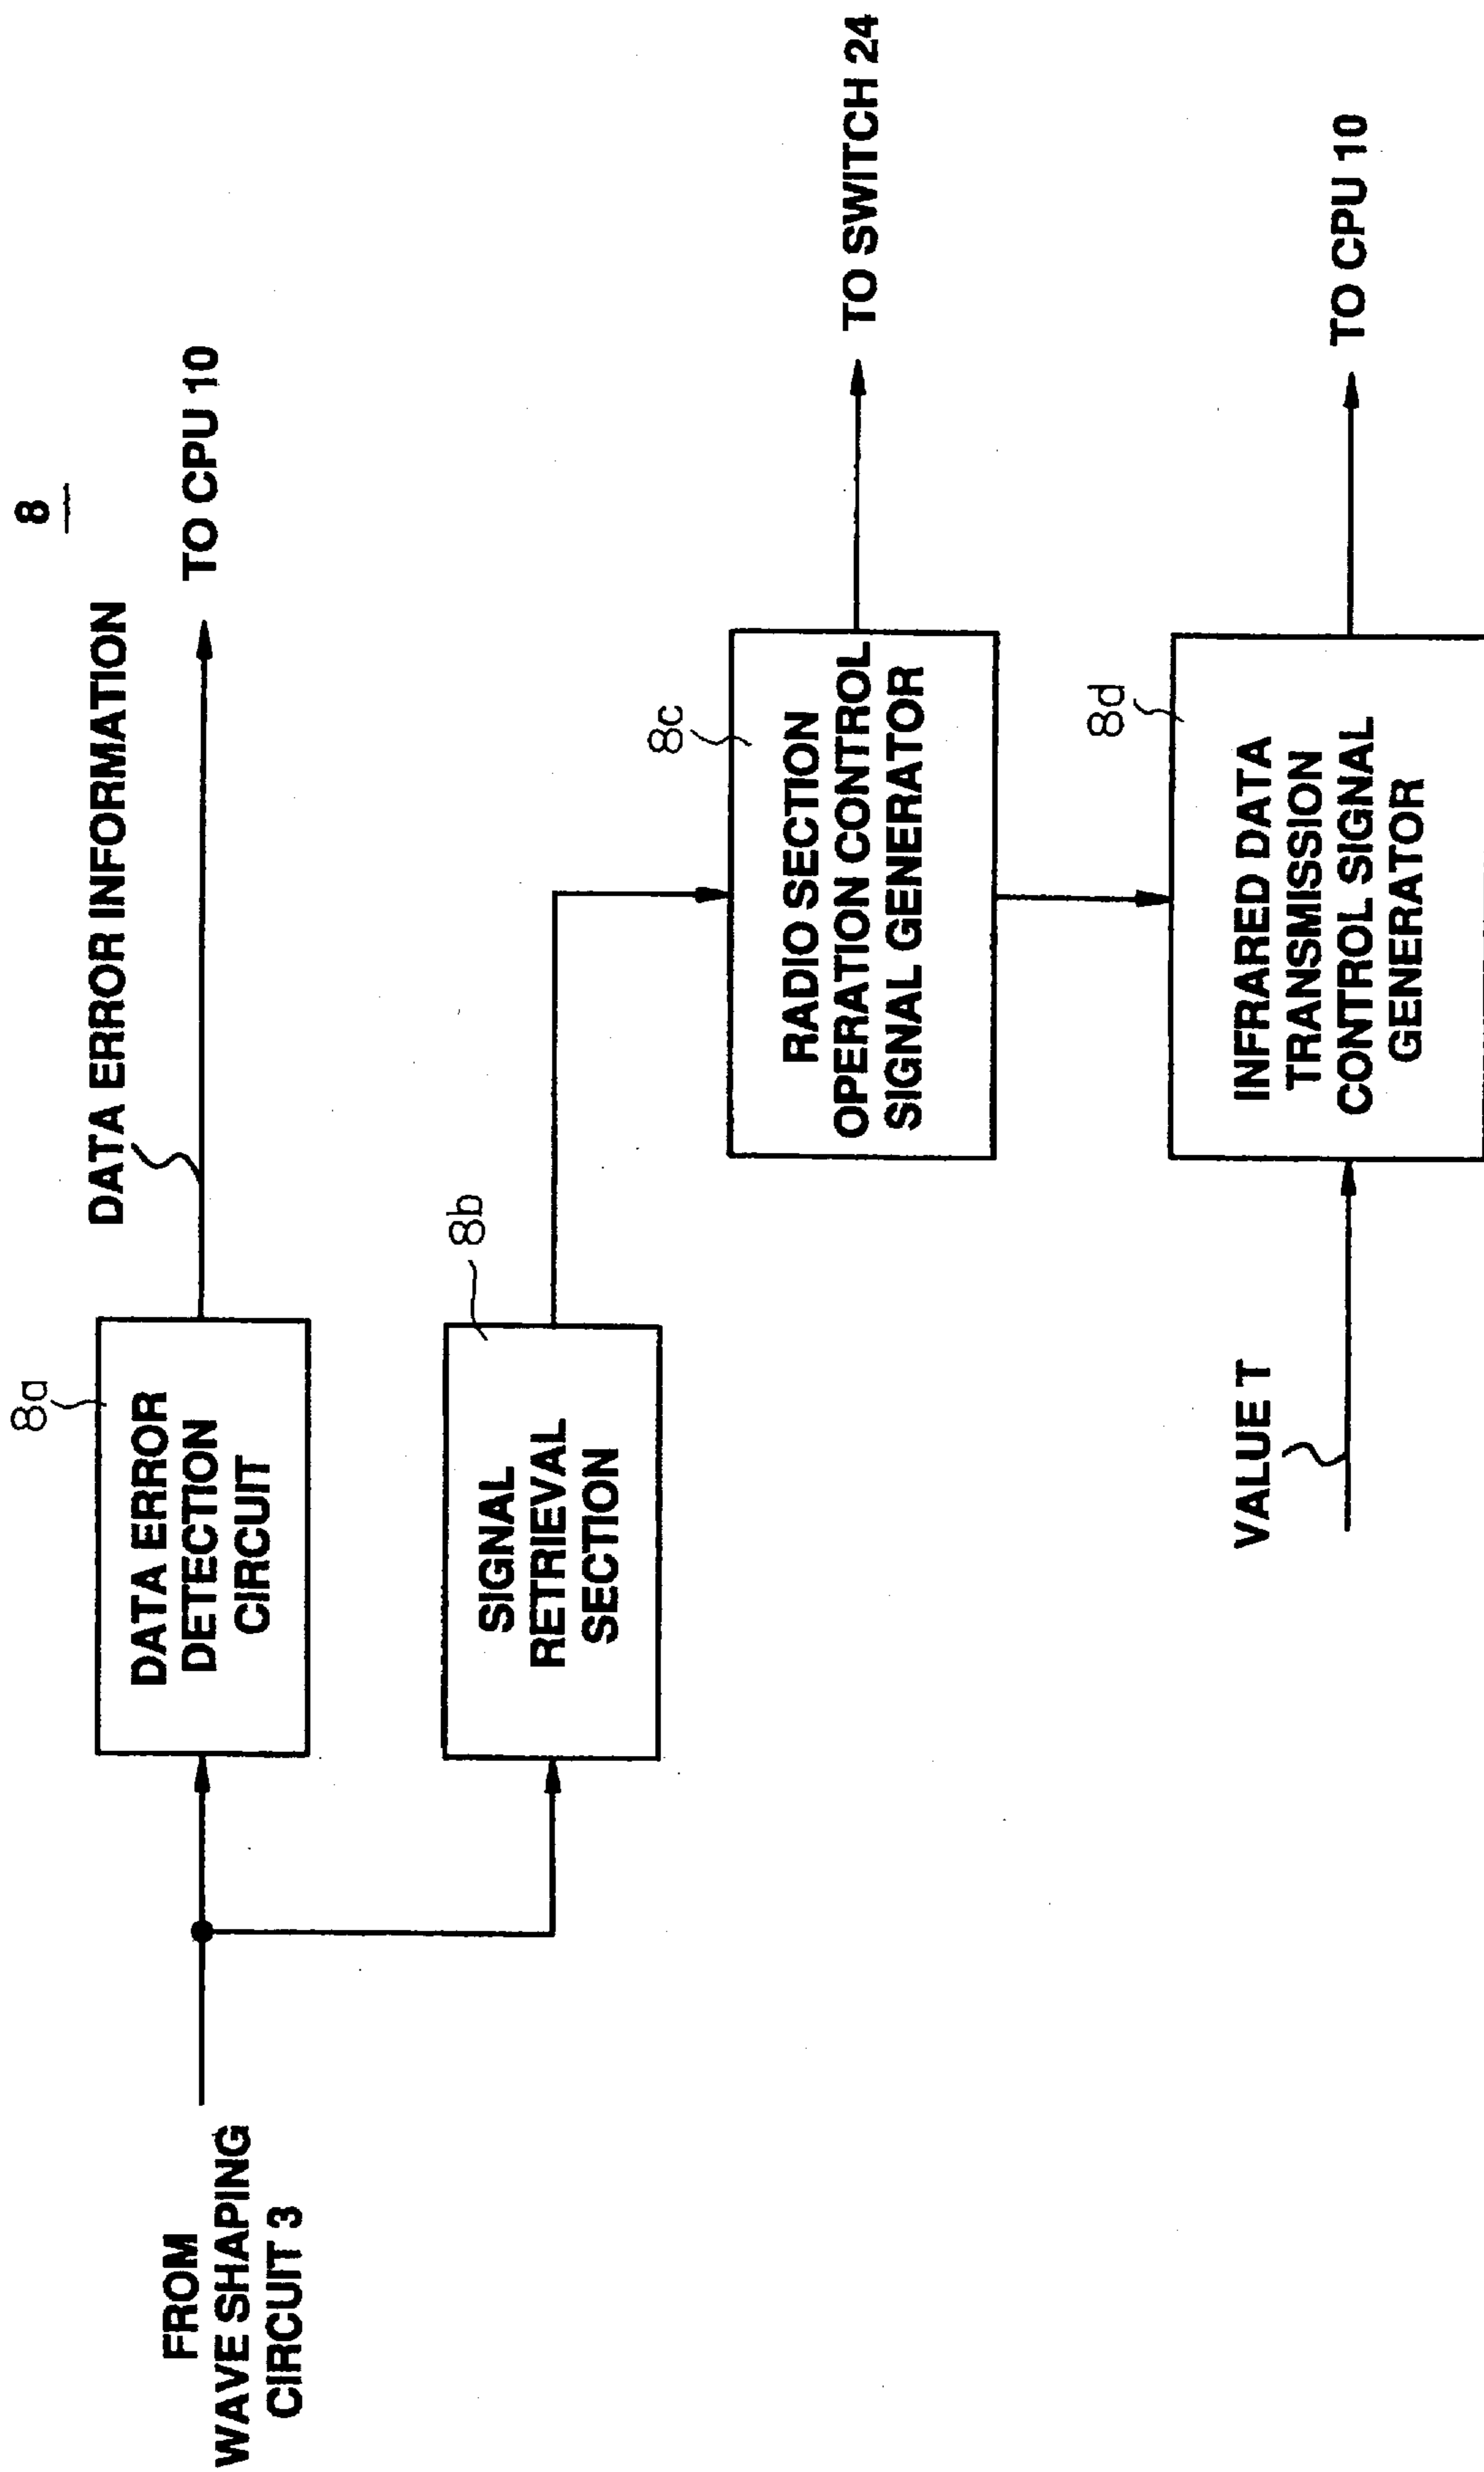 8
DATA ERROR INFORMATION
TO CPU 10
8a
DATA ERROR
DETECTION
CIRCUIT
FROM
WAVE SHAPING
CIRCUIT 3
8b
SIGNAL
RETRIEVAL
SECTION
8c
RADIO SECTION
OPERATION CONTROL
SIGNAL GENERATOR
TO SWITCH 24
8d
INFRARED DATA
TRANSMISSION
CONTROL SIGNAL
GENERATOR
TO CPU 10
VALUE T